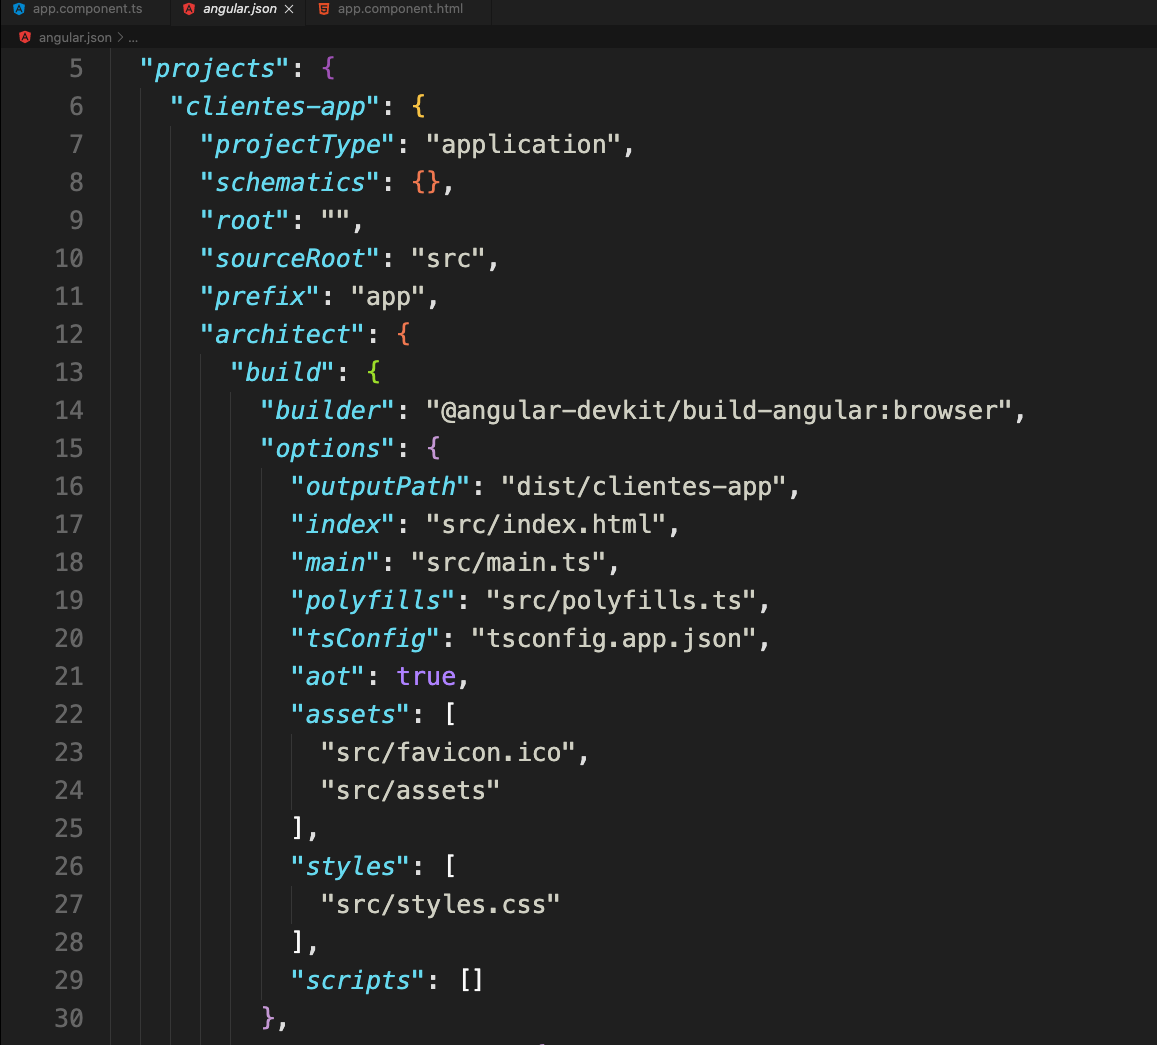 app.component.ts angular.json × app.component.html
angular.json > ...
5 "projects": {
6 "clientes-app": {
7 "projectType": "application",
8 "schematics": {},
9 "root": "",
10 "sourceRoot": "src",
11 "prefix": "app",
12 "architect": {
13 "build": {
14 "builder": "@angular-devkit/build-angular:browser",
15 "options": {
16 "outputPath": "dist/clientes-app",
17 "index": "src/index.html",
18 "main": "src/main.ts",
19 "polyfills": "src/polyfills.ts",
20 "tsConfig": "tsconfig.app.json",
21 "aot": true,
22 "assets": [
23 "src/favicon.ico",
24 "src/assets"
25 ],
26 "styles": [
27 "src/styles.css"
28 ],
29 "scripts": []
30 },